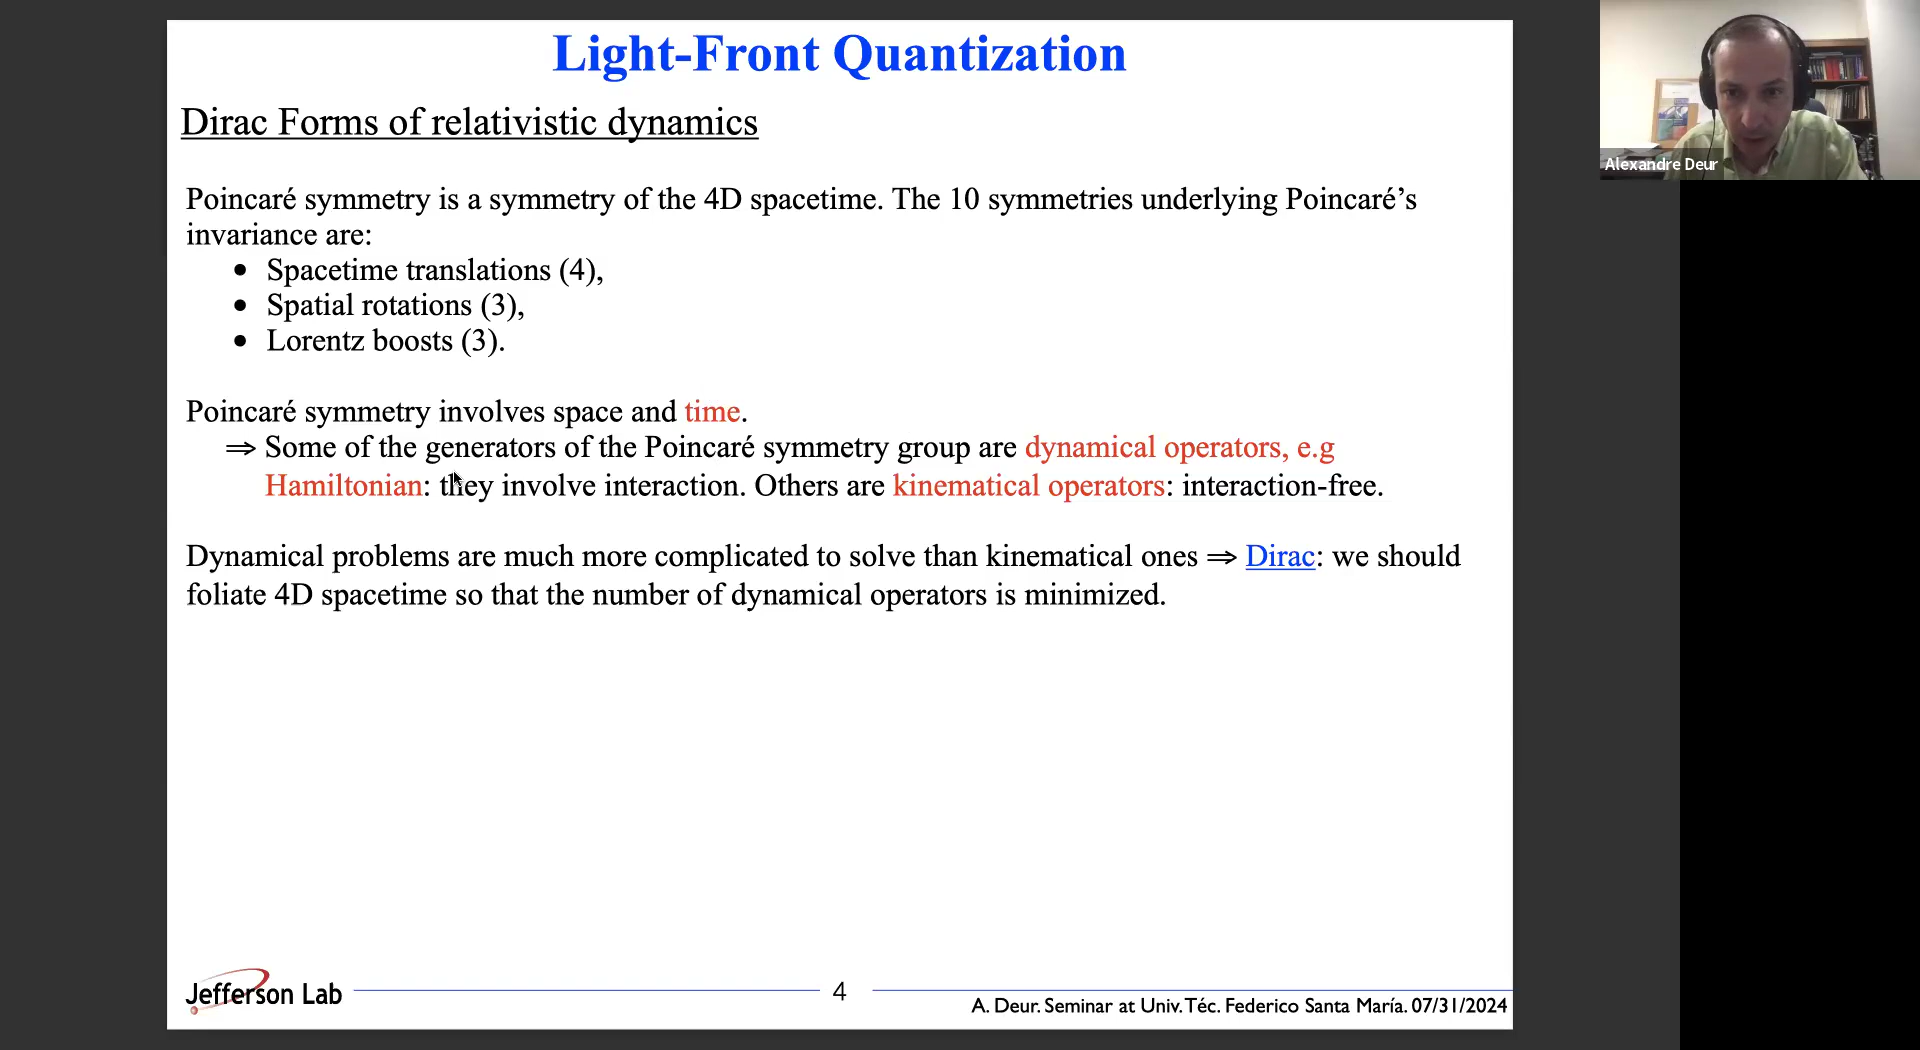 Light-Front Quantization
Dirac Forms of relativistic dynamics
Poincaré symmetry is a symmetry of the 4D spacetime. The 10 symmetries underlying Poincaré’s
invariance are:
• Spacetime translations (4),
• Spatial rotations (3),
• Lorentz boosts (3).
Poincaré symmetry involves space and time.
⇒ Some of the generators of the Poincaré symmetry group are dynamical operators, e.g
Hamiltonian: they involve interaction. Others are kinematical operators: interaction-free.
Dynamical problems are much more complicated to solve than kinematical ones ⇒ Dirac: we should
foliate 4D spacetime so that the number of dynamical operators is minimized.
Jefferson Lab
4
A. Deur. Seminar at Univ. Téc. Federico Santa María. 07/31/2024
Alexandre Deur